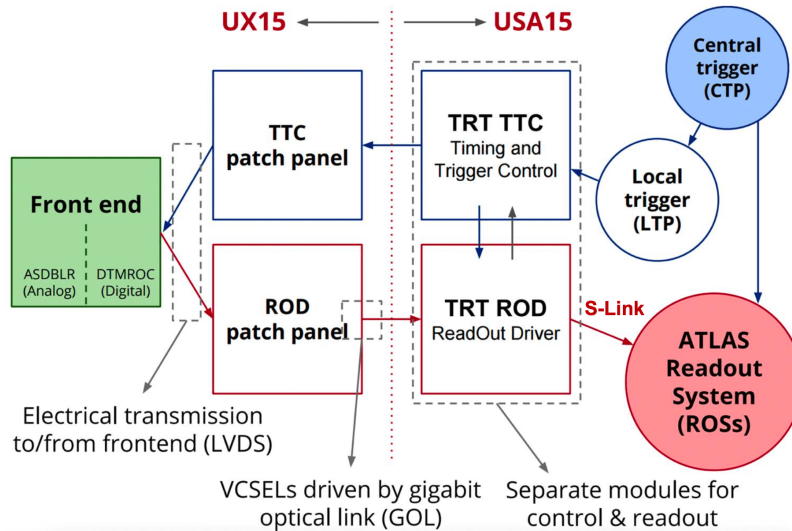 UX15
USA15
Central
trigger
(CTP)
TTC
patch panel
TRT TTC
Timing and
Trigger Control
Local
trigger
(LTP)
Front end
ASDBLR
(Analog)
DTMROC
(Digital)
ROD
patch panel
TRT ROD
ReadOut Driver
S-Link
ATLAS
Readout
System
(ROSs)
Electrical transmission
to/from frontend (LVDS)
VCSELs driven by gigabit
optical link (GOL)
Separate modules for
control & readout